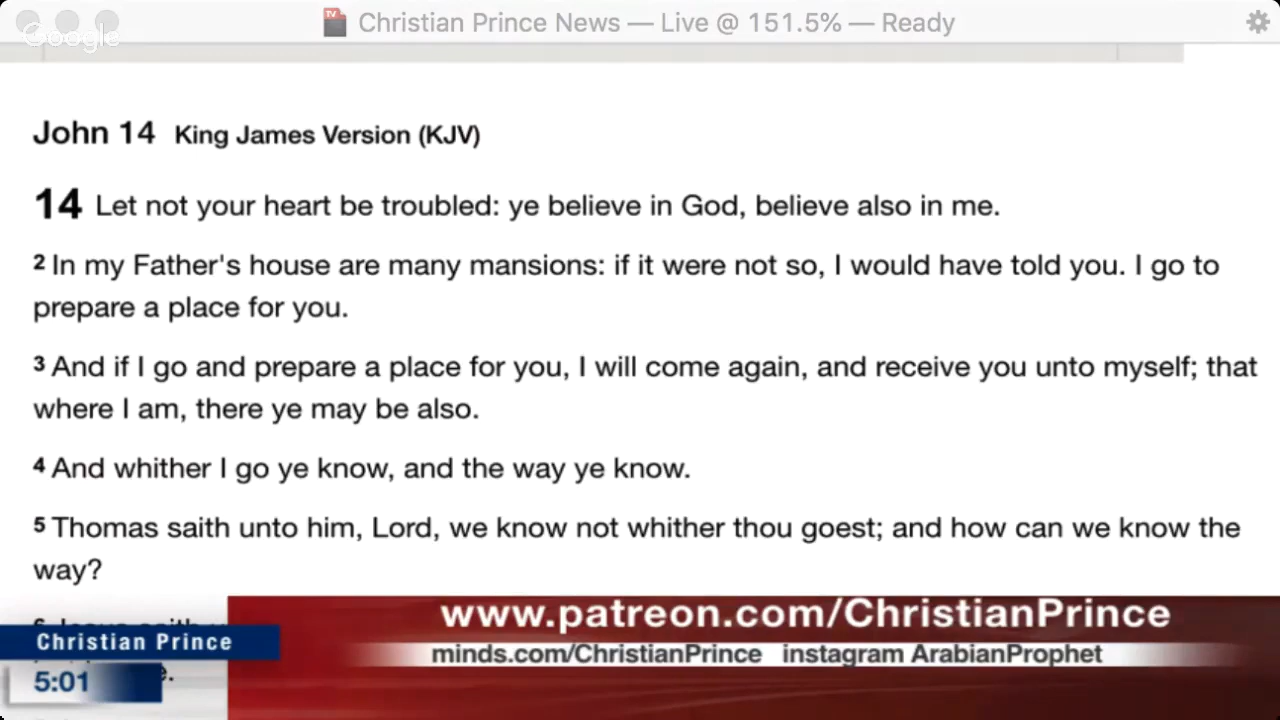 Christian Prince News — Live @ 151.5% — Ready
Google
John 14 King James Version (KJV)
14 Let not your heart be troubled: ye believe in God, believe also in me.
2 In my Father's house are many mansions: if it were not so, I would have told you. I go to
prepare a place for you.
3 And if I go and prepare a place for you, I will come again, and receive you unto myself; that
where I am, there ye may be also.
4 And whither I go ye know, and the way ye know.
5 Thomas saith unto him, Lord, we know not whither thou goest; and how can we know the
way?
www.patreon.com/ChristianPrince
Christian Prince
minds.com/ChristianPrince instagram ArabianProphet
5:01